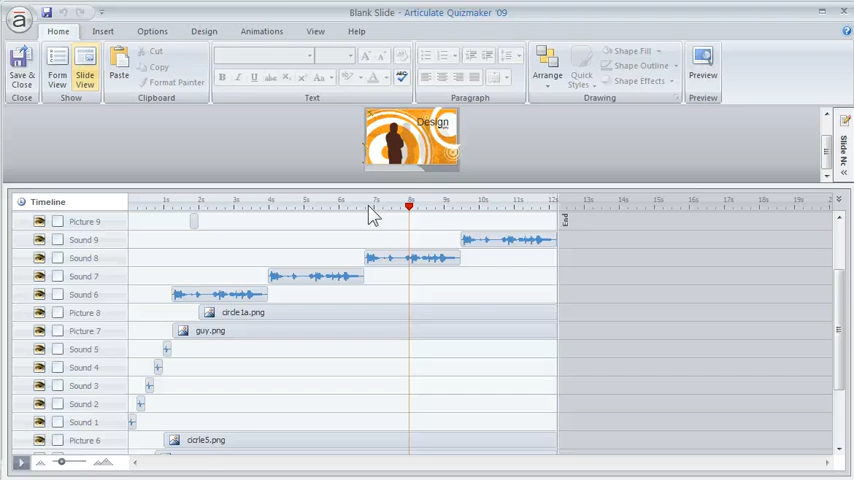 Blank Slide - Articulate Quizmaker '09
Home Insert Options Design Animations View Help
Save & Close
Form View
Slide View
Paste
Cut
Copy
Format Painter
B I U S abc Aa A
Arrange
Quick Styles
Shape Fill
Shape Outline
Shape Effects
Preview
Close Show Clipboard Text Paragraph Drawing Preview
Design
Timeline
1s 2s 3s 4s 5s 6s 7s 8s 9s 10s 11s 12s 13s 14s 15s 16s 17s 18s 19s
End
Picture 9
Sound 9
Sound 8
Sound 7
Sound 6
Picture 8 circle1a.png
Picture 7 guy.png
Sound 5
Sound 4
Sound 3
Sound 2
Sound 1
Picture 6 cicrle5.png